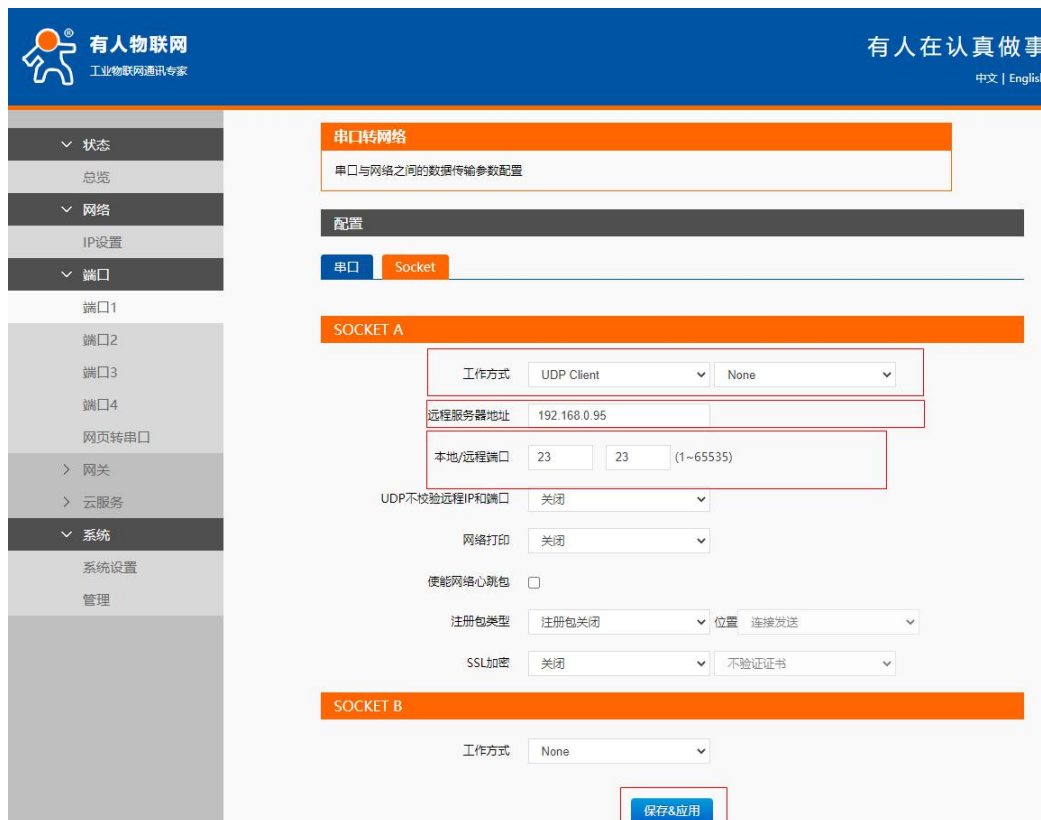 有人物联网
工业物联网通讯专家
有人在认真做事
中文 | English
状态
总览
网络
IP设置
端口
端口1
端口2
端口3
端口4
网页转串口
网关
云服务
系统
系统设置
管理
串口转网络
串口与网络之间的数据传输参数配置
配置
串口 Socket
SOCKET A
工作方式 UDP Client None
远程服务器地址 192.168.0.95
本地/远程端口 23 23 (1~65535)
UDP不校验远程IP和端口 关闭
网络打印 关闭
使能网络心跳包
注册包类型 注册包关闭 位置 连接发送
SSL加密 关闭 不验证证书
SOCKET B
工作方式 None
保存&应用